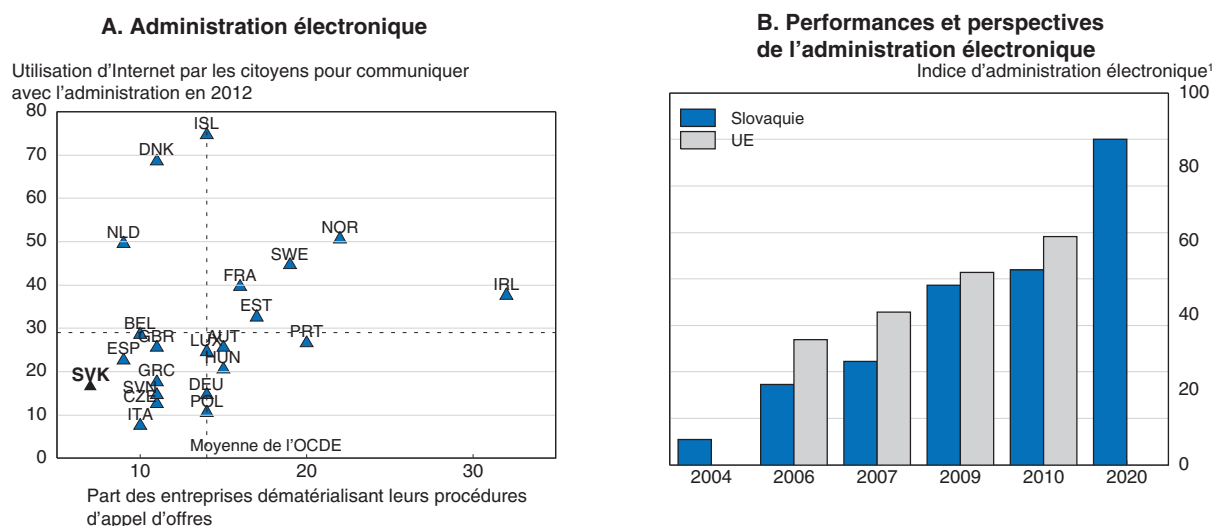 A. Administration électronique
Utilisation d'Internet par les citoyens pour communiquer
avec l'administration en 2012
80
70
60
50
40
30
20
10
0
ISL
DNK
NLD
NOR
SWE
FRA
IRL
EST
BEL
GBR
LUX
AUT
PRT
ESP
HUN
SVK
GRC
SVN
CZE
DEU
POL
ITA
Moyenne de l'OCDE
10
20
30
Part des entreprises dématérialisant leurs procédures
d'appel d'offres
B. Performances et perspectives
de l'administration électronique
Indice d'administration électronique¹
Slovaquie
UE
100
80
60
40
20
0
2004
2006
2007
2009
2010
2020